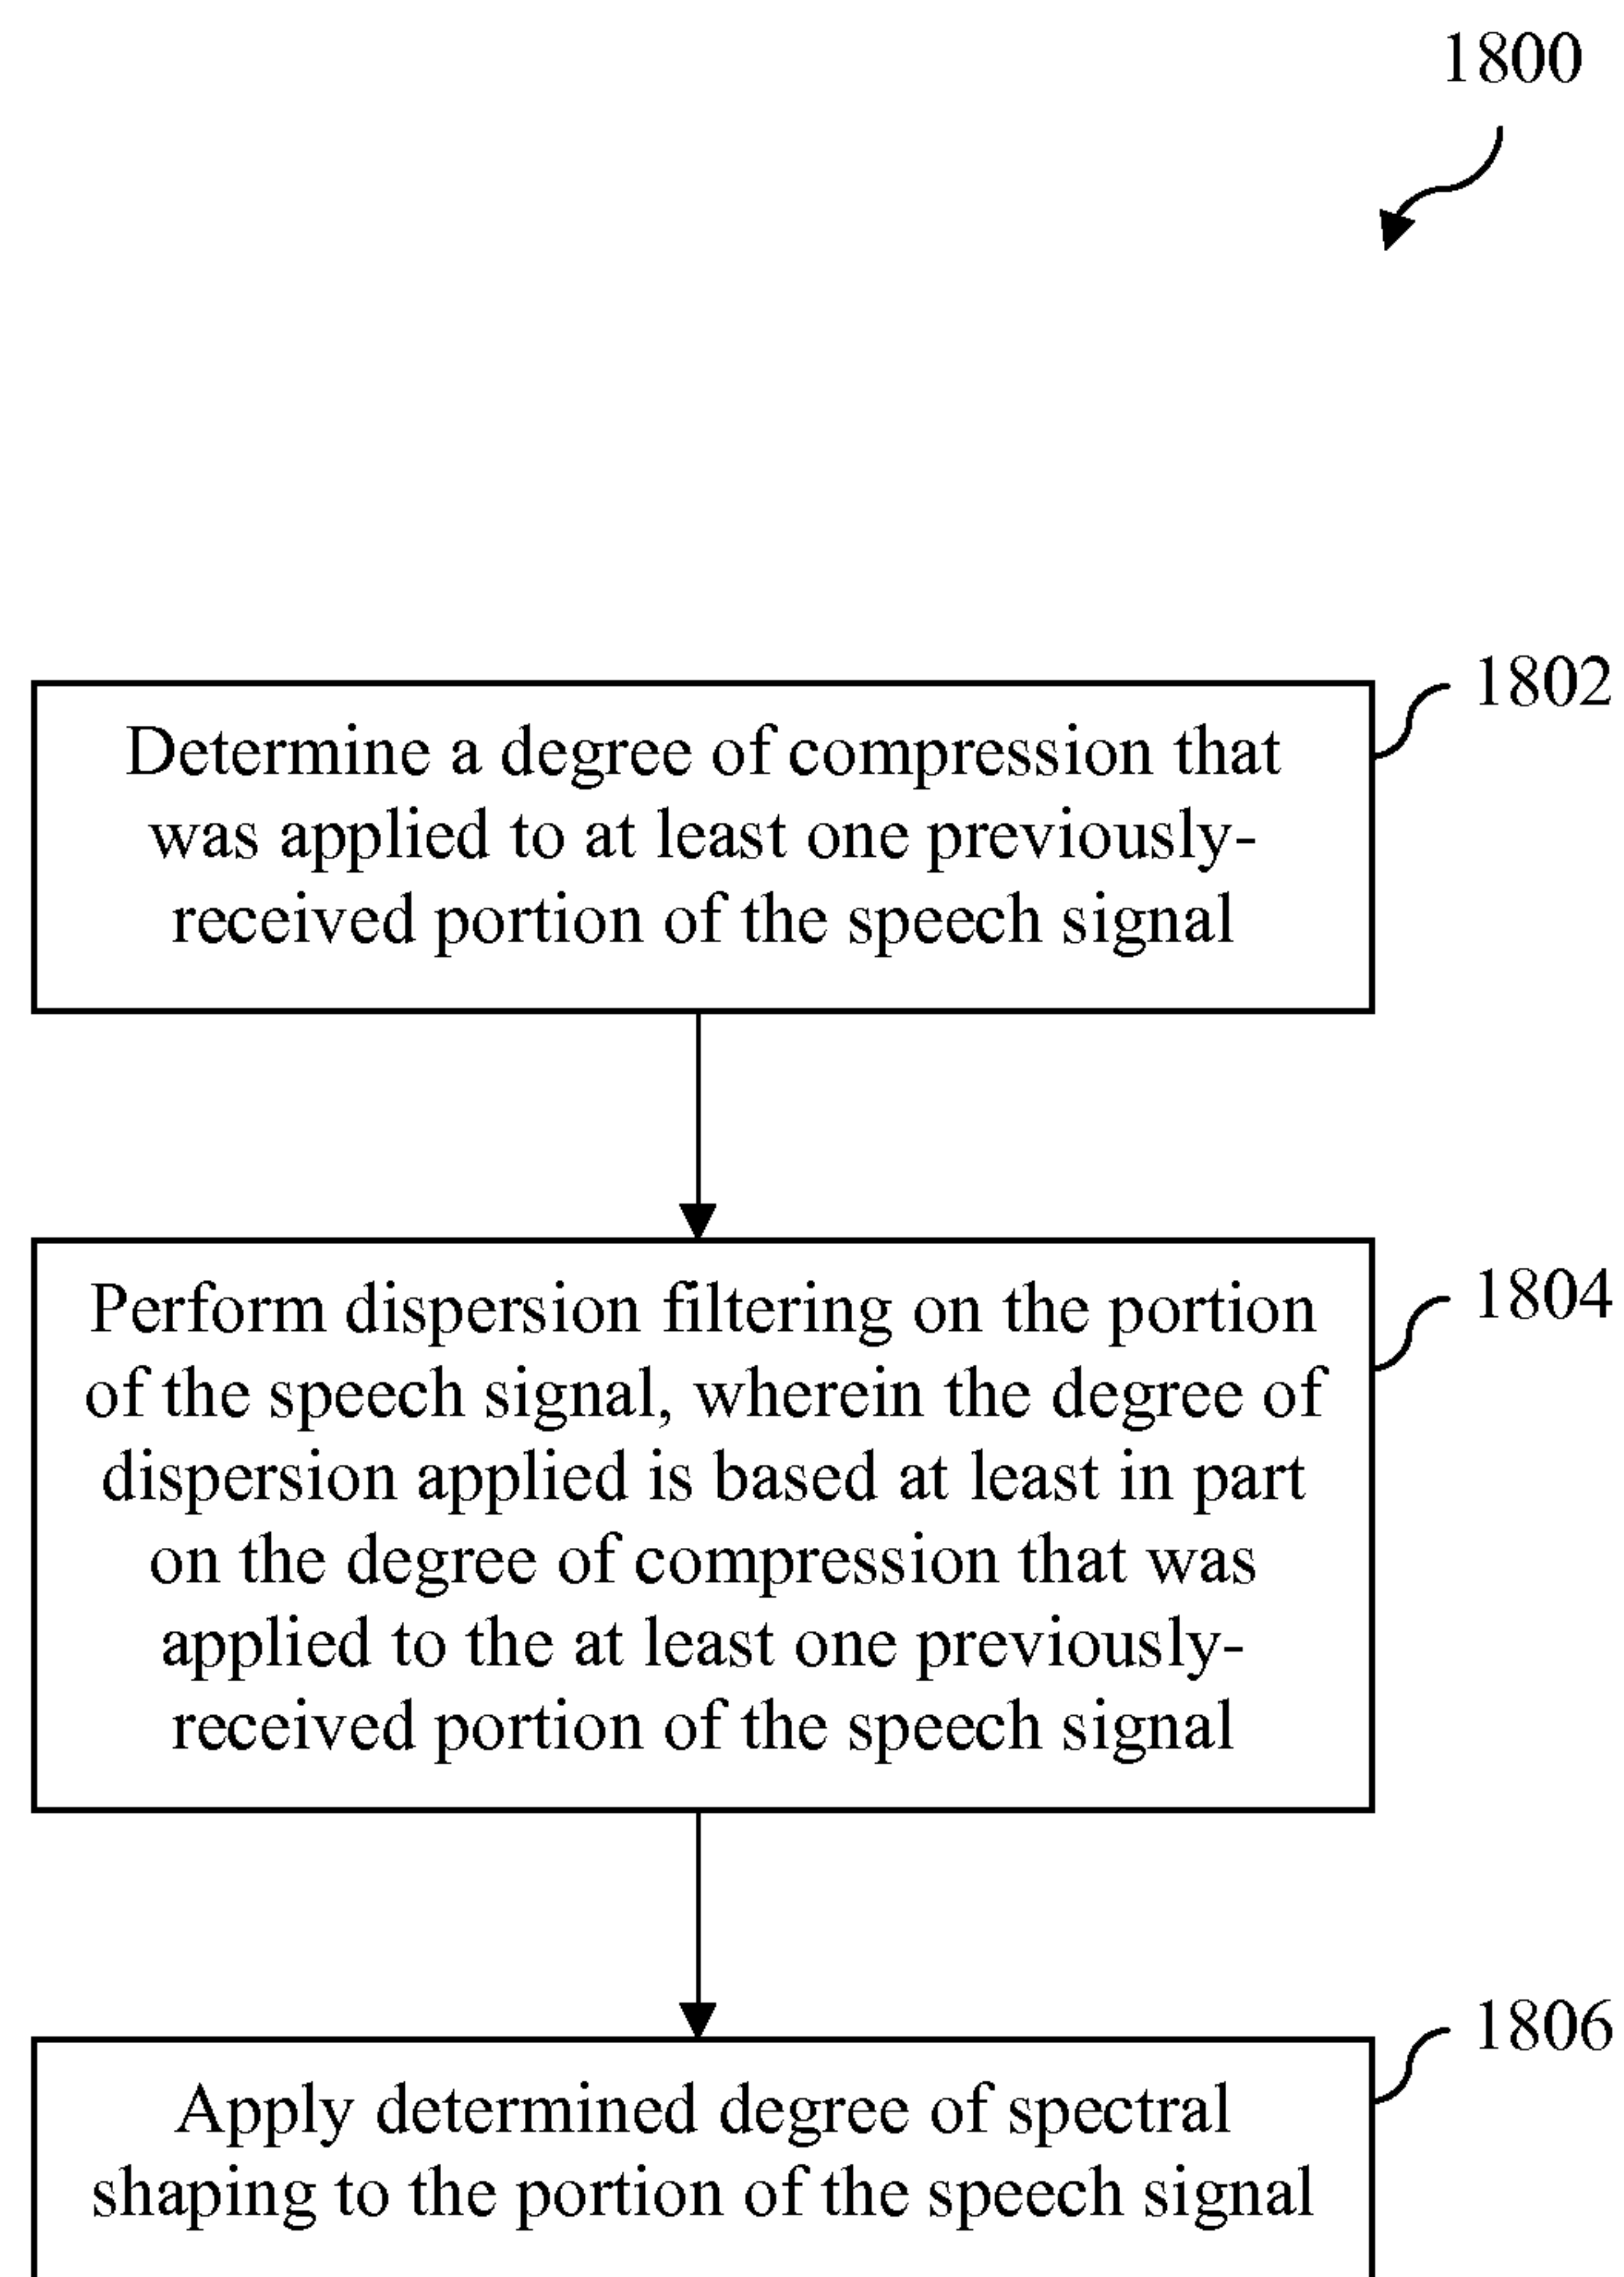 1800
1802
Determine a degree of compression that
was applied to at least one previously-
received portion of the speech signal
1804
Perform dispersion filtering on the portion
of the speech signal, wherein the degree of
dispersion applied is based at least in part
on the degree of compression that was
applied to the at least one previously-
received portion of the speech signal
1806
Apply determined degree of spectral
shaping to the portion of the speech signal